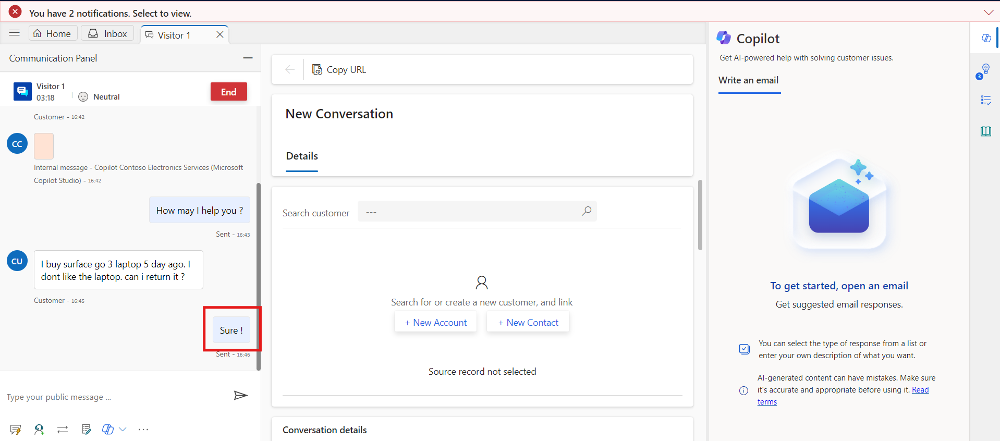 You have 2 notifications. Select to view.
Home
Inbox
Visitor 1
Communication Panel
Visitor 1
03:18
Neutral
End
Customer - 16:42
CC
Internal message - Copilot Contoso Electronics Services (Microsoft
Copilot Studio) - 16:42
How may I help you ?
Sent - 16:43
CU
I buy surface go 3 laptop 5 day ago. I
dont like the laptop. can i return it ?
Customer - 16:45
Sure !
Sent - 16:46
Type your public message ...
Copy URL
New Conversation
Details
Search customer
---
Search for or create a new customer, and link
+ New Account
+ New Contact
Source record not selected
Conversation details
Copilot
Get AI-powered help with solving customer issues.
Write an email
To get started, open an email
Get suggested email responses.
You can select the type of response from a list or
enter your own description of what you want.
AI-generated content can have mistakes. Make sure
it's accurate and appropriate before using it. Read
terms
3